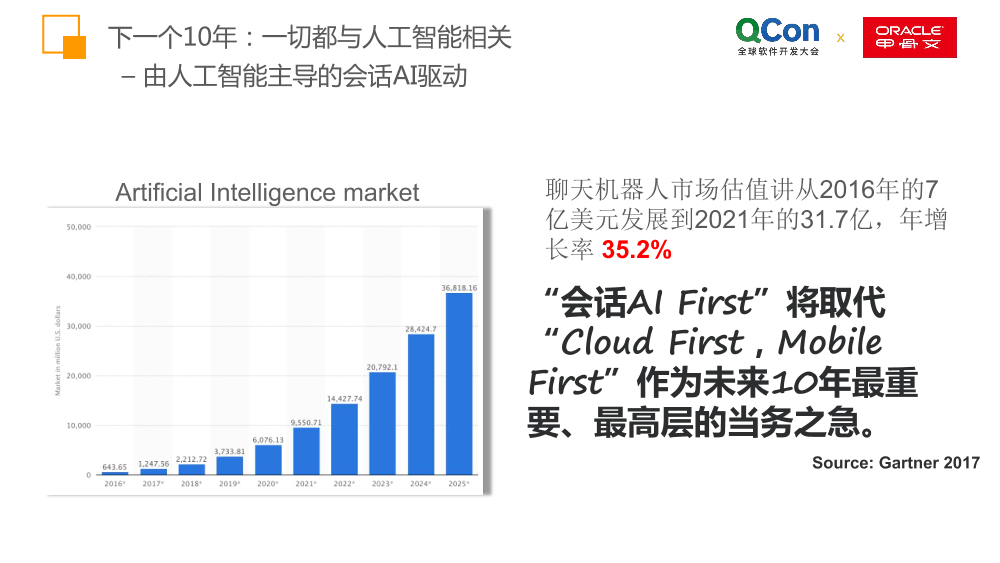 下一个10年：一切都与人工智能相关
– 由人工智能主导的会话AI驱动
QCon
全球软件开发大会
x
ORACLE
甲骨文
Artificial Intelligence market
Market in million U.S. dollars
50,000
40,000
30,000
20,000
10,000
0
643.65
1,247.56
2,212.72
3,733.81
6,076.13
9,550.71
14,427.74
20,792.1
28,424.7
36,818.16
2016* 2017* 2018* 2019* 2020* 2021* 2022* 2023* 2024* 2025*
聊天机器人市场估值讲从2016年的7
亿美元发展到2021年的31.7亿，年增
长率 35.2%
“会话AI First”将取代
“Cloud First，Mobile
First”作为未来10年最重
要、最高层的当务之急。
Source: Gartner 2017